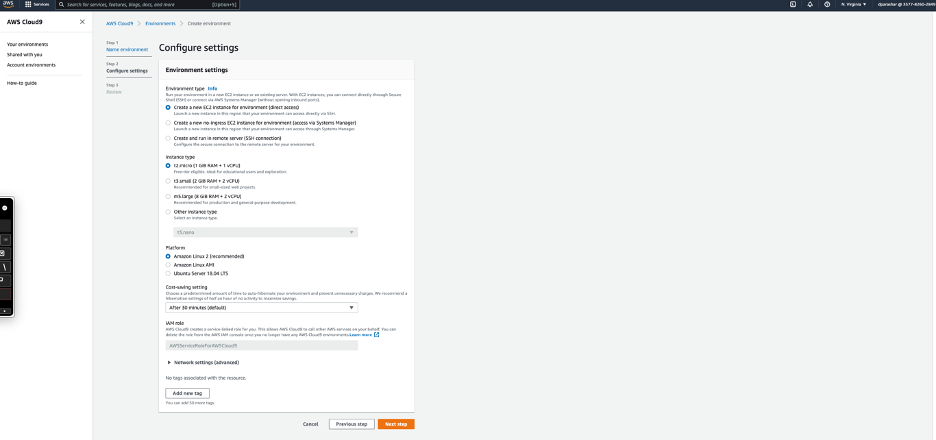 aws
Services
Search for services, features, blogs, docs, and more
[Option+S]
N. Virginia
AWS Cloud9
Your environments
Shared with you
Account environments
How-to guide
AWS Cloud9 > Environments > Create environment
Step 1
Name environment
Step 2
Configure settings
Step 3
Review
Configure settings
Environment settings
Environment type Info
Run your environment in a new EC2 instance or an existing server. With EC2 instances, you can connect directly through Secure
Shell (SSH) or connect via AWS Systems Manager (without opening inbound ports).
Create a new EC2 instance for environment (direct access)
Launch a new instance in this region that your environment can access directly via SSH.
Create a new no-ingress EC2 instance for environment (access via Systems Manager)
Launch a new instance in this region that your environment can access through Systems Manager.
Create and run in remote server (SSH connection)
Configure the secure connection to the remote server for your environment.
Instance type
t2.micro (1 GiB RAM + 1 vCPU)
Free-tier eligible. Ideal for educational users and exploration.
t3.small (2 GiB RAM + 2 vCPU)
Recommended for small-sized web projects.
m5.large (8 GiB RAM + 2 vCPU)
Recommended for production and general-purpose development.
Other instance type
Select an instance type.
t3.nano
Platform
Amazon Linux 2 (recommended)
Amazon Linux AMI
Ubuntu Server 18.04 LTS
Cost-saving setting
Choose a predetermined amount of time to auto-hibernate your environment and prevent unnecessary charges. We recommend a
hibernation settings of half an hour of no activity to maximize savings.
After 30 minutes (default)
IAM role
AWS Cloud9 creates a service-linked role for you. This allows AWS Cloud9 to call other AWS services on your behalf. You can
delete the role from the AWS IAM console once you no longer have any AWS Cloud9 environments. Learn more
AWSServiceRoleForAWSCloud9
Network settings (advanced)
No tags associated with the resource.
Add new tag
You can add 50 more tags.
Cancel
Previous step
Next step